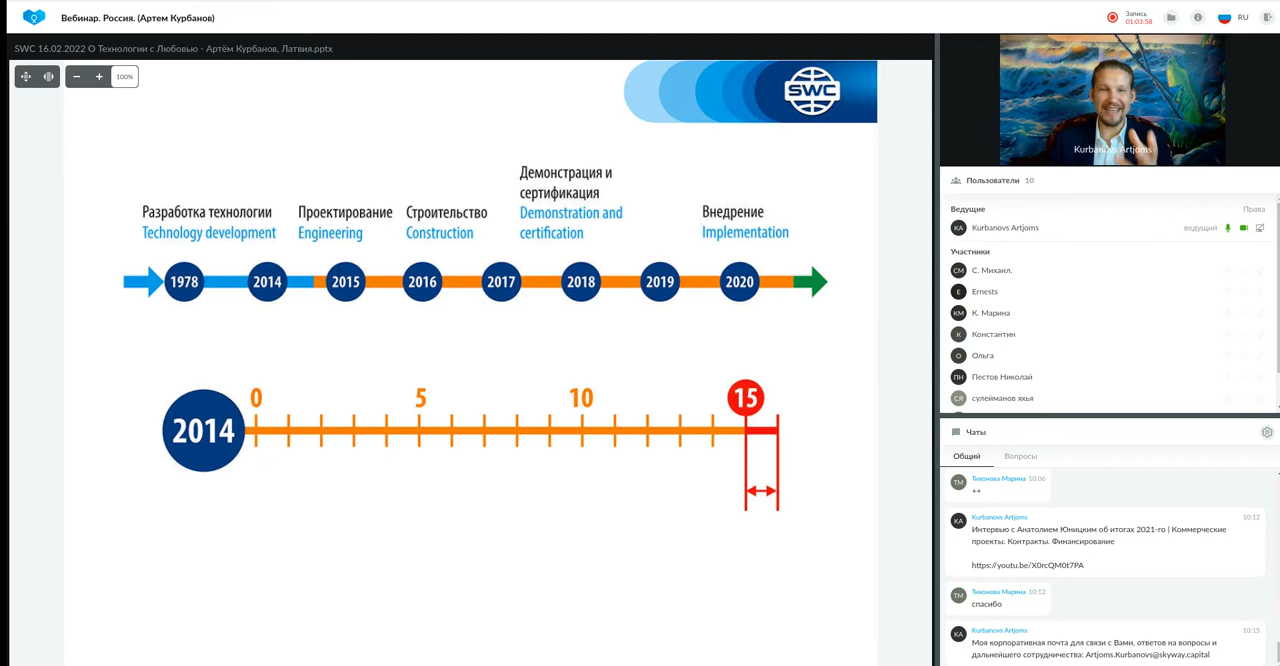 Вебинар. Россия. (Артем Курбанов)
Запись
01:03:58
RU
SWC 16.02.2022 О Технологии с Любовью - Артём Курбанов, Латвия.pptx
100%
SWC
Разработка технологии
Technology development
Проектирование
Engineering
Строительство
Construction
Демонстрация и
сертификация
Demonstration and
certification
Внедрение
Implementation
1978
2014
2015
2016
2017
2018
2019
2020
2014
0
5
10
15
Kurbanovs Artjoms
Пользователи 10
Ведущие
Права
KA
Kurbanovs Artjoms
ведущий
Участники
СМ
С. Михаил.
E
Ernests
КМ
К. Марина
К
Константин
О
Ольга
ПН
Пестов Николай
СЯ
сулейманов яхья
Чаты
Общий
Вопросы
ТМ
Тихонова Марина 10:06
++
KA
Kurbanovs Artjoms
10:12
Интервью с Анатолием Юницким об итогах 2021-го | Коммерческие
проекты. Контракты. Финансирование
https://youtu.be/X0rcQM0t7PA
ТМ
Тихонова Марина 10:12
спасибо
KA
Kurbanovs Artjoms
10:15
Моя корпоративная почта для связи с Вами, ответов на вопросы и
дальнейшего сотрудничества: Artjoms.Kurbanovs@skyway.capital